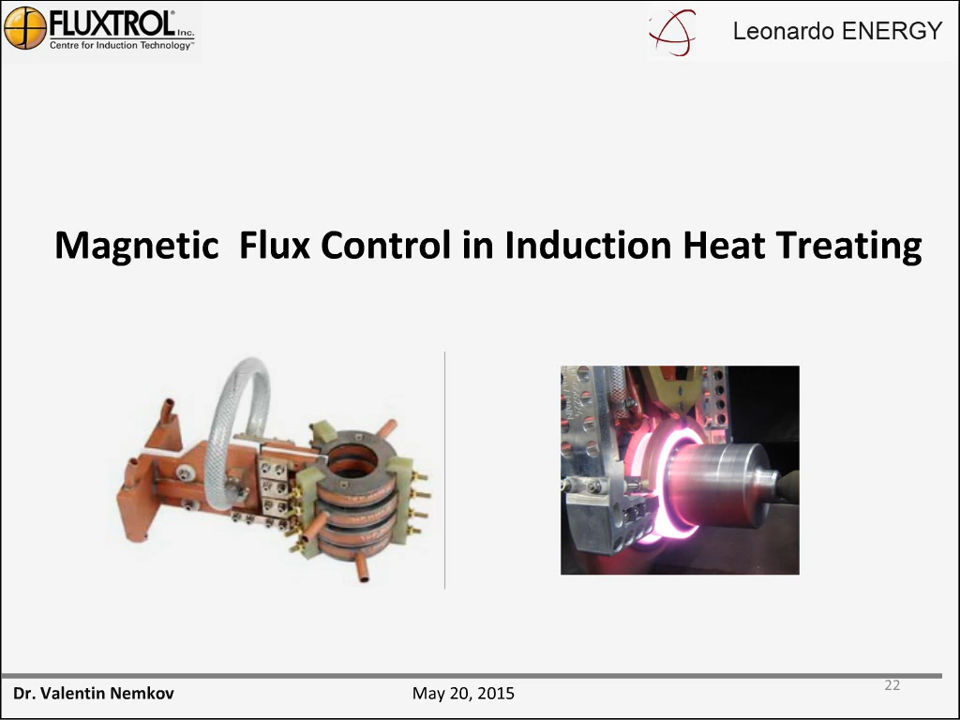 FLUXTROL® Inc.
Centre for Induction Technology™
Leonardo ENERGY
Magnetic Flux Control in Induction Heat Treating
Dr. Valentin Nemkov
May 20, 2015
22